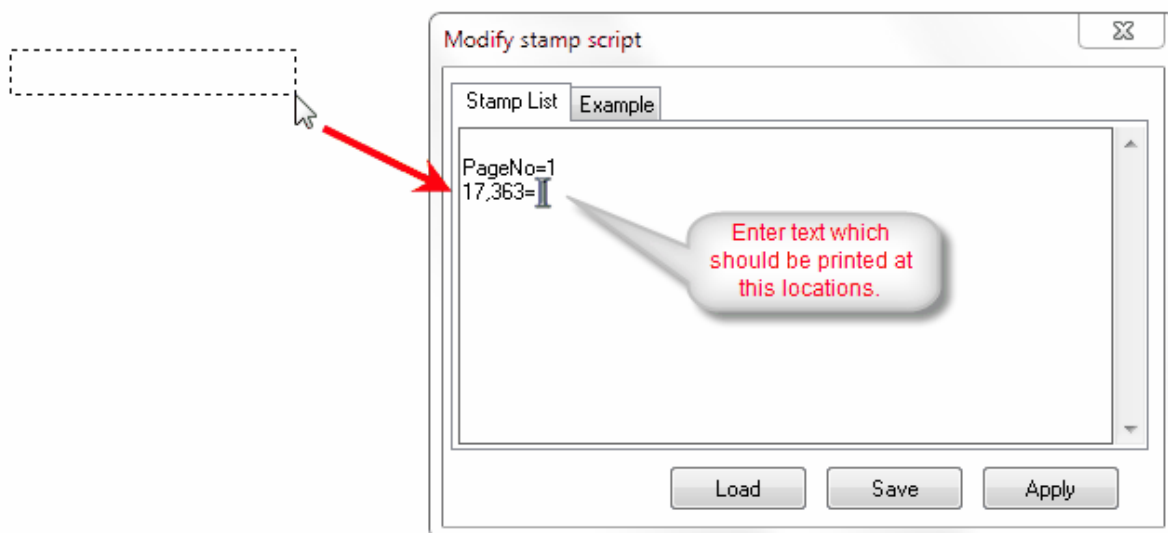 Modify stamp script
Stamp List
Example
PageNo=1
17,363=
Enter text which
should be printed at
this locations.
Load
Save
Apply